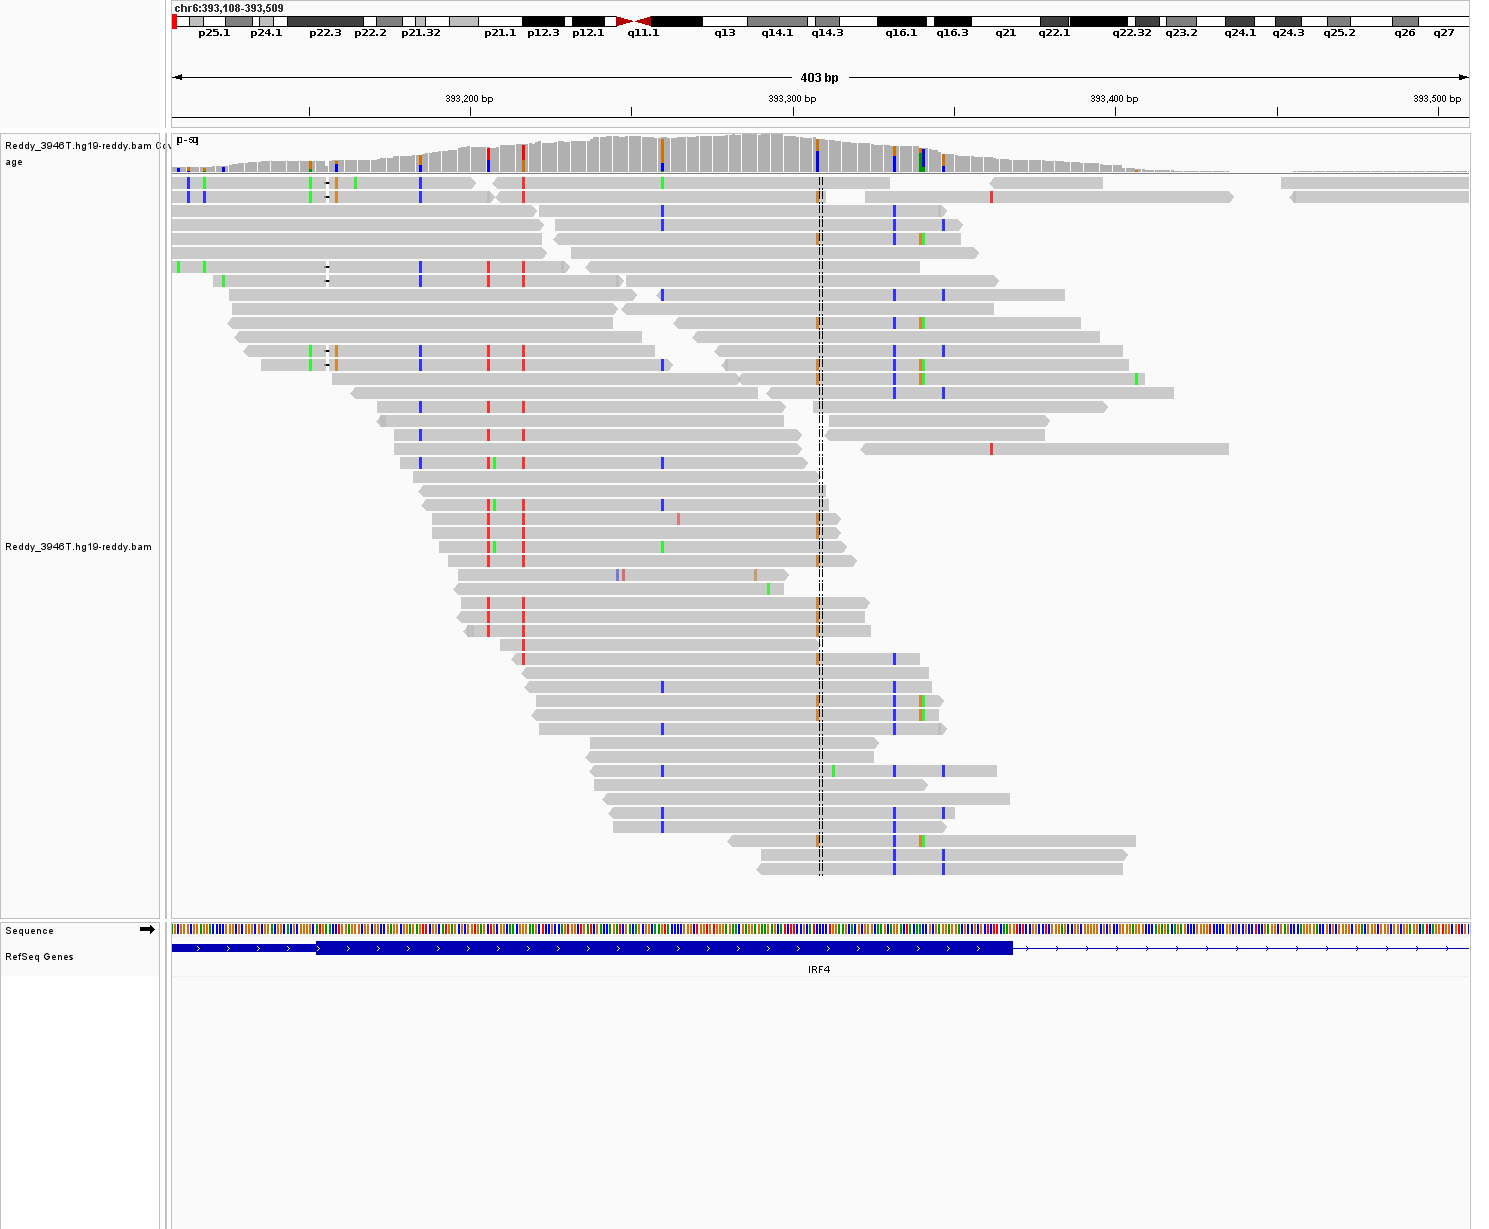 chr6:393,108-393,509
p25.1 p24.1 p22.3 p22.2 p21.32 p21.1 p12.3 p12.1 q11.1 q13 q14.1 q14.3 q16.1 q16.3 q21 q22.1 q22.32 q23.2 q24.1 q24.3 q25.2 q26 q27
403 bp
393,200 bp 393,300 bp 393,400 bp 393,500 bp
Reddy_3946T.hg19-reddy.bam Cov
age
Reddy_3946T.hg19-reddy.bam
Sequence
RefSeq Genes
IRF4